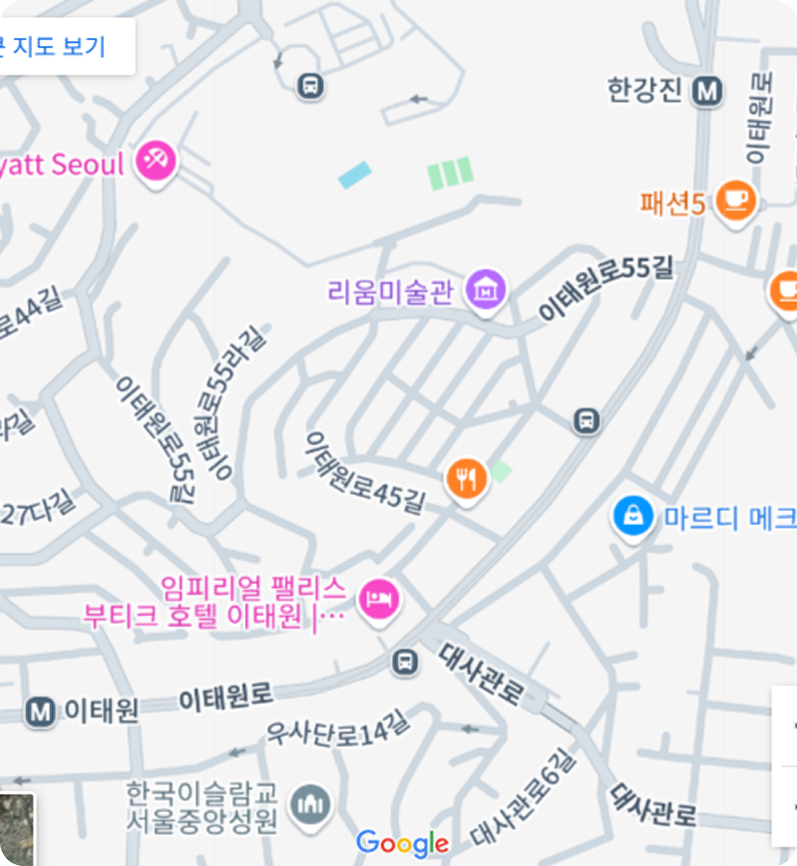 큰 지도 보기
한강진
이태원로
yatt Seoul
패션5
리움미술관
이태원로55길
로44길
이태원로55라길
이태원로55길
27다길
이태원로45길
마르디 메크
임피리얼 팰리스
부티크 호텔 이태원 |…
대사관로
이태원
이태원로
우사단로14길
한국이슬람교
서울중앙성원
대사관로6길
대사관로
Google